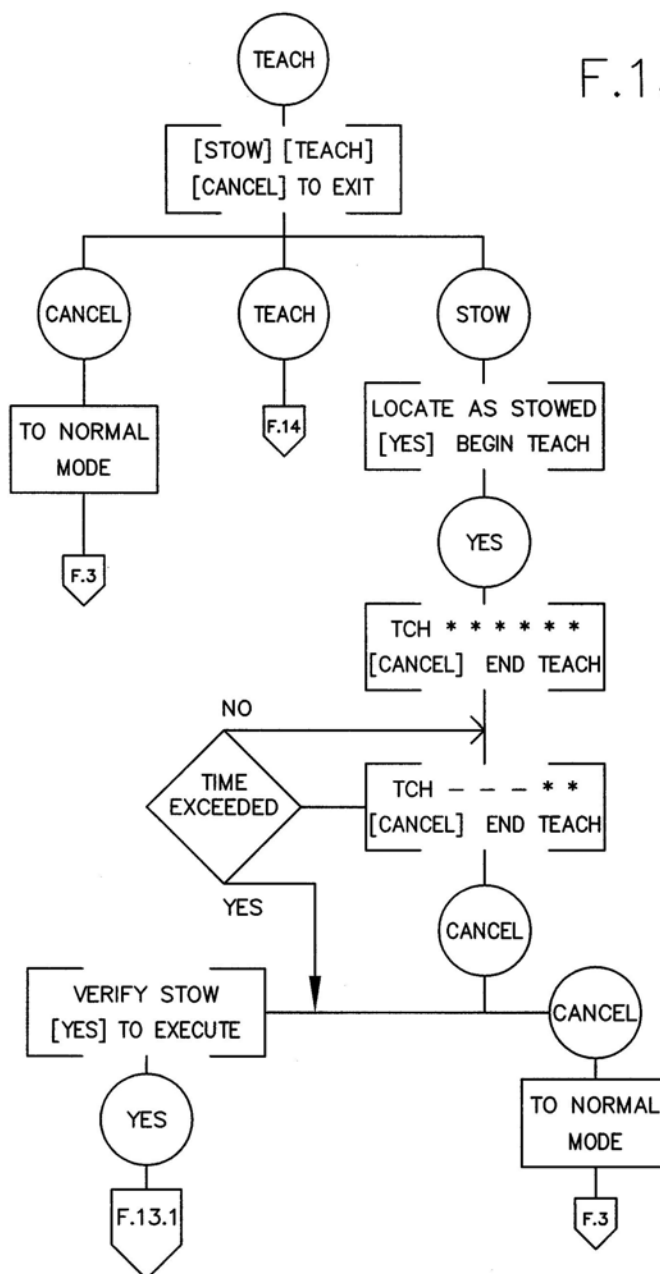 TEACH
[STOW] [TEACH]
[CANCEL] TO EXIT
CANCEL
TEACH
STOW
TO NORMAL
MODE
F.14
LOCATE AS STOWED
[YES] BEGIN TEACH
F.3
YES
TCH * * * * * *
[CANCEL] END TEACH
NO
TIME
EXCEEDED
TCH – – – * *
[CANCEL] END TEACH
YES
CANCEL
VERIFY STOW
[YES] TO EXECUTE
CANCEL
YES
TO NORMAL
MODE
F.13.1
F.3